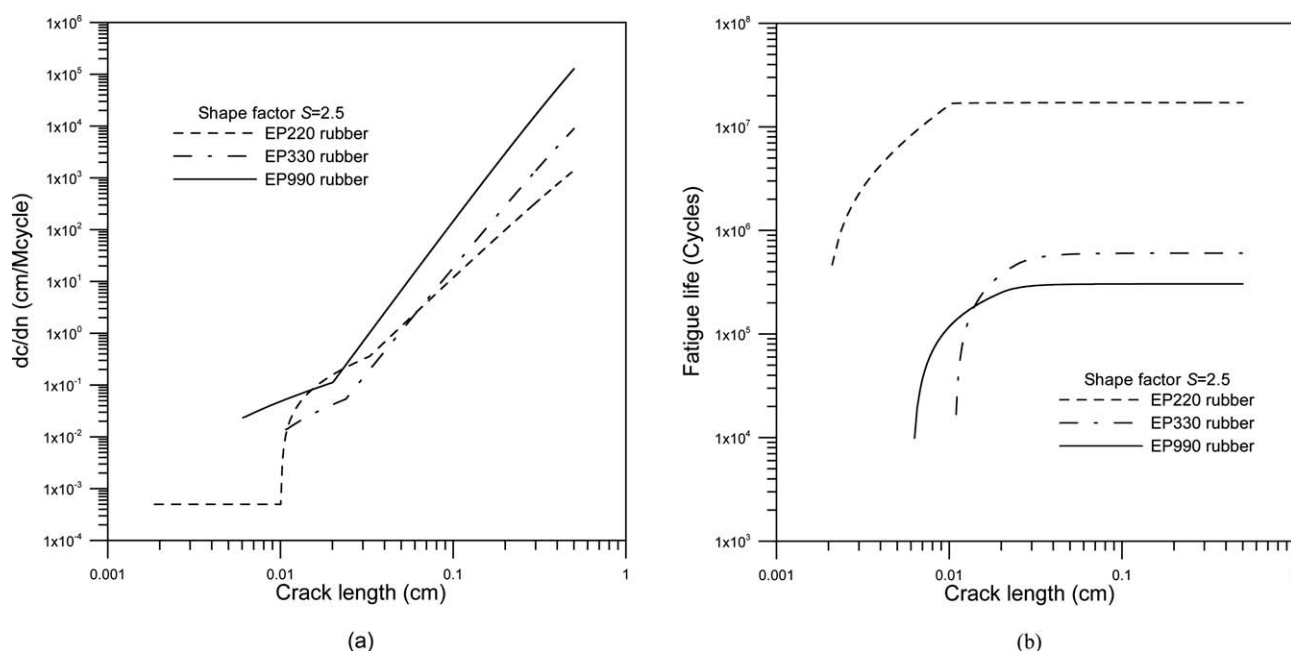 1x10^6
1x10^5
1x10^4
1x10^3
1x10^2
1x10^1
1x10^0
1x10^-1
1x10^-2
1x10^-3
1x10^-4
dc/dn (cm/Mcycle)
Shape factor S=2.5
EP220 rubber
EP330 rubber
EP990 rubber
0.001 0.01 0.1 1
Crack length (cm)
(a)
1x10^8
1x10^7
1x10^6
1x10^5
1x10^4
1x10^3
Fatigue life (Cycles)
Shape factor S=2.5
EP220 rubber
EP330 rubber
EP990 rubber
0.001 0.01 0.1
Crack length (cm)
(b)